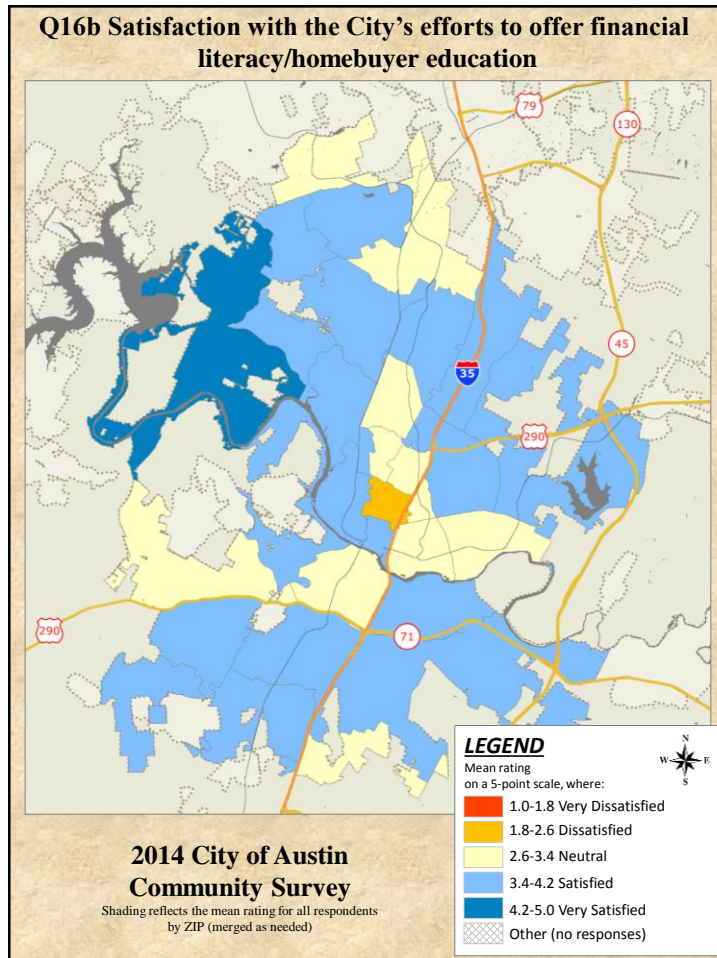 Q16b Satisfaction with the City's efforts to offer financial
literacy/homebuyer education
79
130
45
35
290
290
71
LEGEND
Mean rating
on a 5-point scale, where:
N
W E
S
1.0-1.8 Very Dissatisfied
1.8-2.6 Dissatisfied
2.6-3.4 Neutral
3.4-4.2 Satisfied
4.2-5.0 Very Satisfied
Other (no responses)
2014 City of Austin
Community Survey
Shading reflects the mean rating for all respondents
by ZIP (merged as needed)